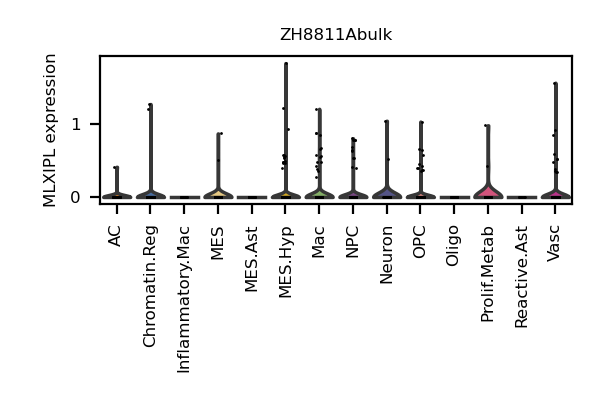 ZH8811Abulk
MLXIPL expression
1
0
AC
Chromatin.Reg
Inflammatory.Mac
MES
MES.Ast
MES.Hyp
Mac
NPC
Neuron
OPC
Oligo
Prolif.Metab
Reactive.Ast
Vasc